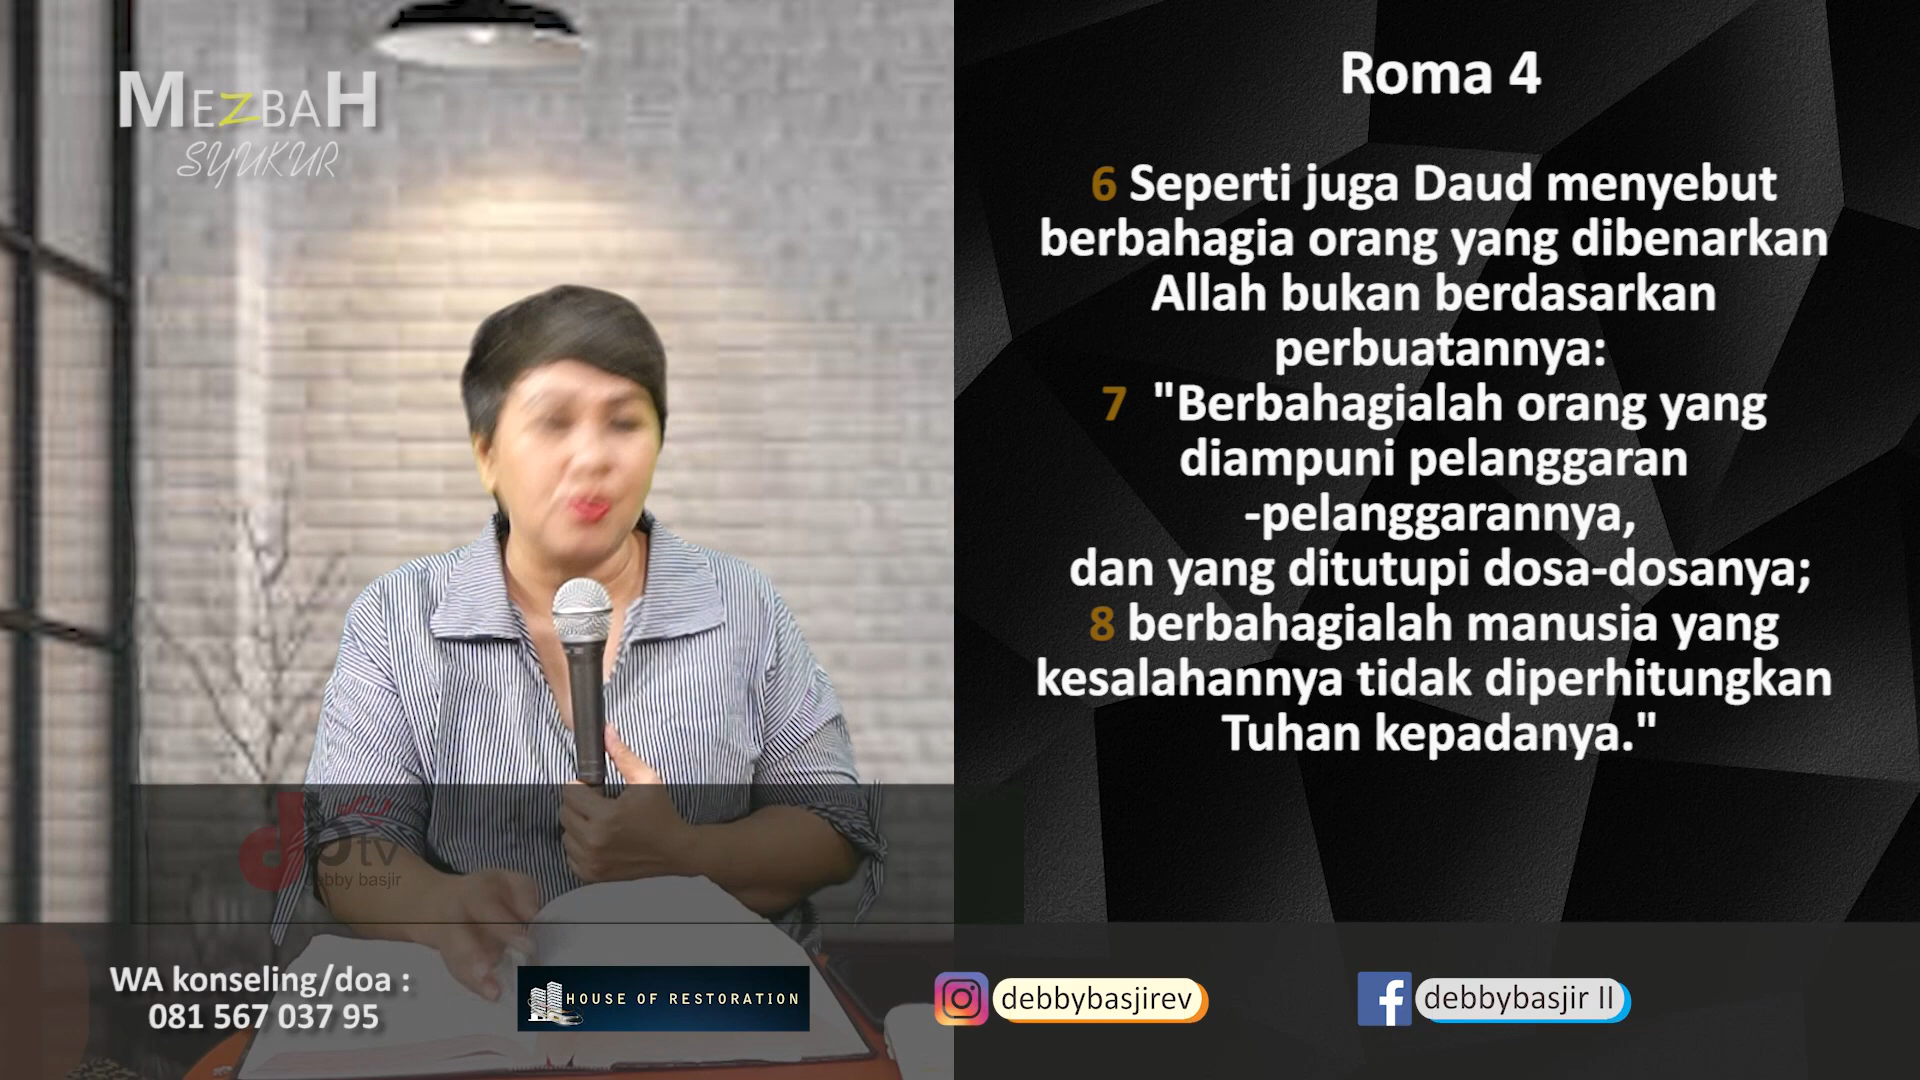 MEZBAH
SYUKUR
Roma 4
6 Seperti juga Daud menyebut
berbahagia orang yang dibenarkan
Allah bukan berdasarkan
perbuatannya:
7 "Berbahagialah orang yang
diampuni pelanggaran
-pelanggarannya,
dan yang ditutupi dosa-dosanya;
8 berbahagialah manusia yang
kesalahannya tidak diperhitungkan
Tuhan kepadanya."
dbtv
debby basjir
WA konseling/doa :
081 567 037 95
HOUSE OF RESTORATION
debbybasjirev
debbybasjir II